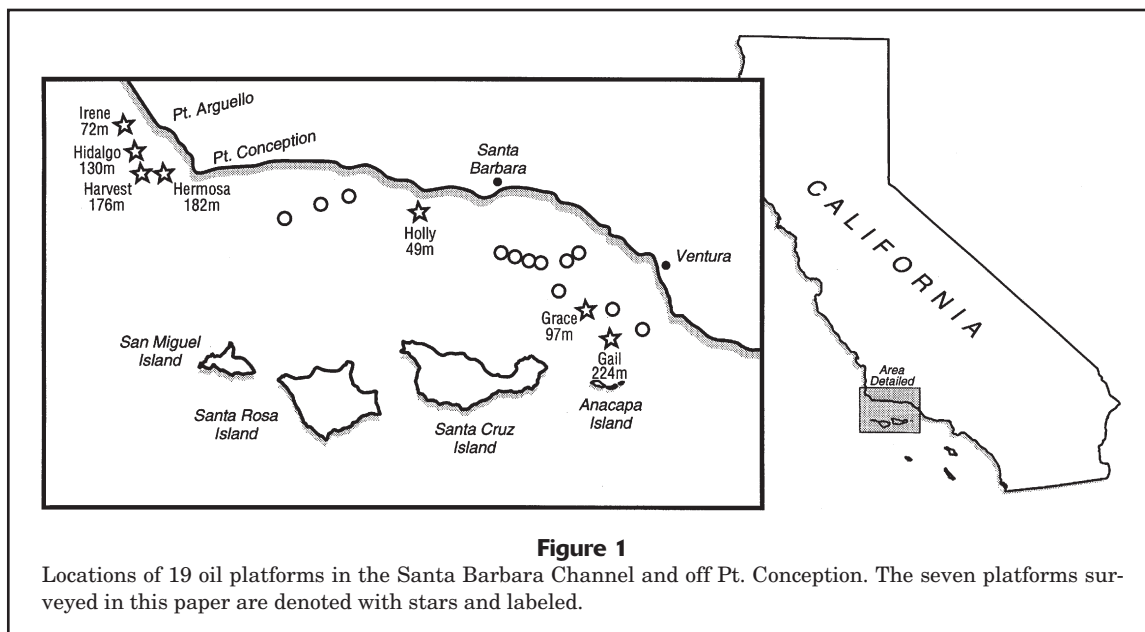 Irene
72m
Pt. Arguello
Hidalgo
130m
Pt. Conception
Harvest
176m
Hermosa
182m
Santa
Barbara
Holly
49m
Ventura
Grace
97m
Gail
224m
San Miguel
Island
Santa Rosa
Island
Santa Cruz
Island
Anacapa
Island
CALIFORNIA
Area
Detailed
Figure 1
Locations of 19 oil platforms in the Santa Barbara Channel and off Pt. Conception. The seven platforms sur-
veyed in this paper are denoted with stars and labeled.